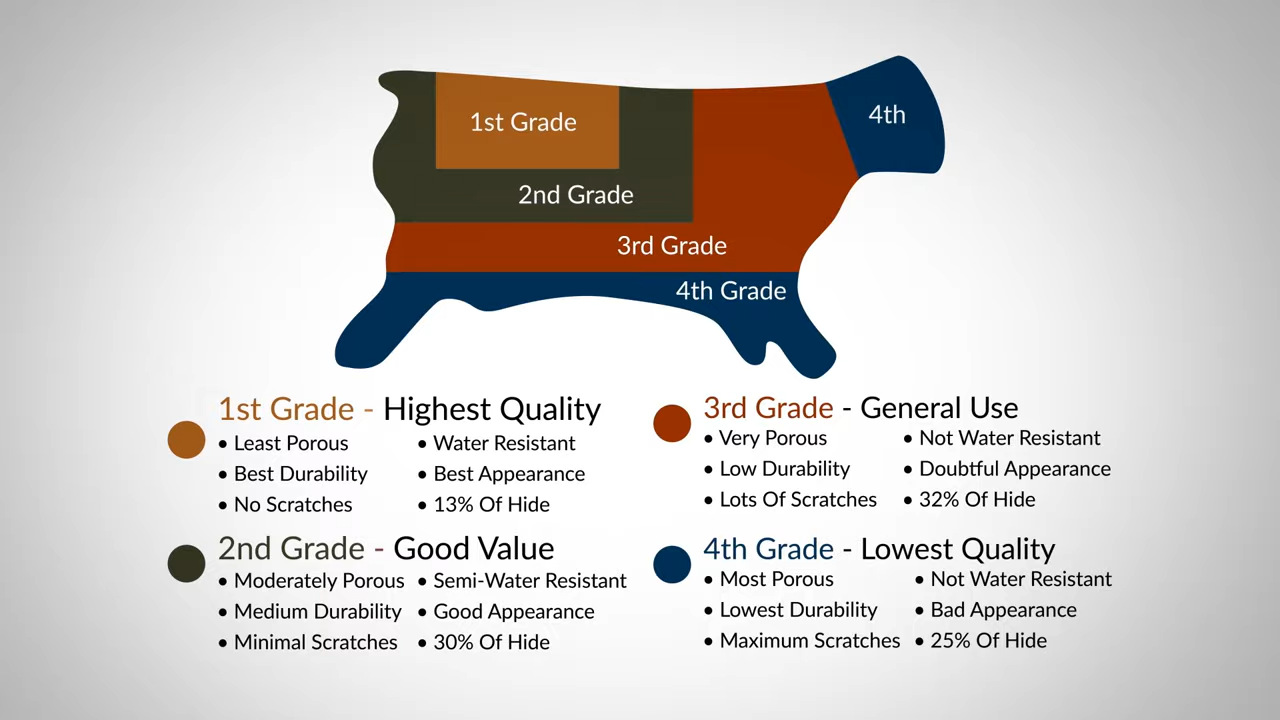 1st Grade
4th
2nd Grade
3rd Grade
4th Grade
1st Grade - Highest Quality
• Least Porous
• Best Durability
• No Scratches
• Water Resistant
• Best Appearance
• 13% Of Hide
2nd Grade - Good Value
• Moderately Porous
• Medium Durability
• Minimal Scratches
• Semi-Water Resistant
• Good Appearance
• 30% Of Hide
3rd Grade - General Use
• Very Porous
• Low Durability
• Lots Of Scratches
• Not Water Resistant
• Doubtful Appearance
• 32% Of Hide
4th Grade - Lowest Quality
• Most Porous
• Lowest Durability
• Maximum Scratches
• Not Water Resistant
• Bad Appearance
• 25% Of Hide